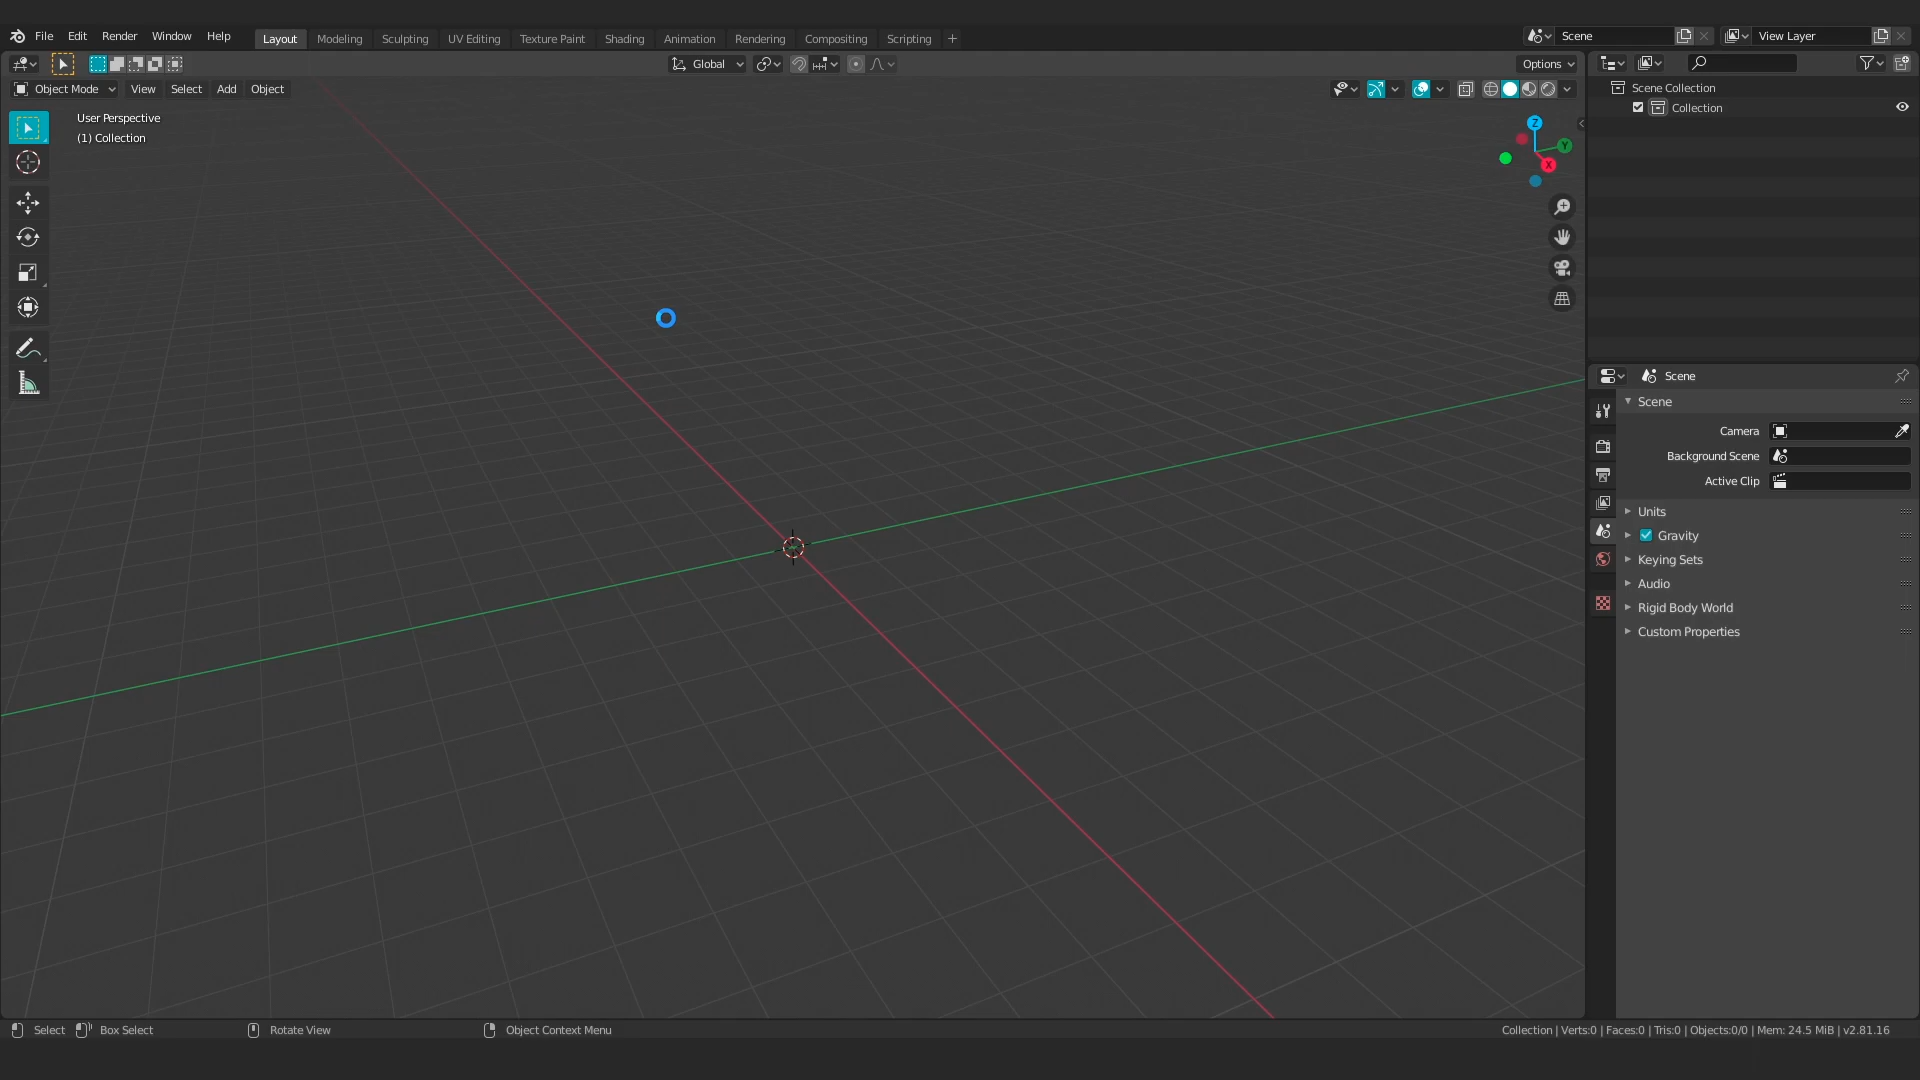 File Edit Render Window Help Layout Modeling Sculpting UV Editing Texture Paint Shading Animation Rendering Compositing Scripting + Scene View Layer
Global Options
Object Mode View Select Add Object
User Perspective
(1) Collection
Z
Y
X
Scene Collection
Collection
Scene
Scene
Camera
Background Scene
Active Clip
Units
Gravity
Keying Sets
Audio
Rigid Body World
Custom Properties
Select Box Select Rotate View Object Context Menu Collection | Verts:0 | Faces:0 | Tris:0 | Objects:0/0 | Mem: 24.5 MiB | v2.81.16